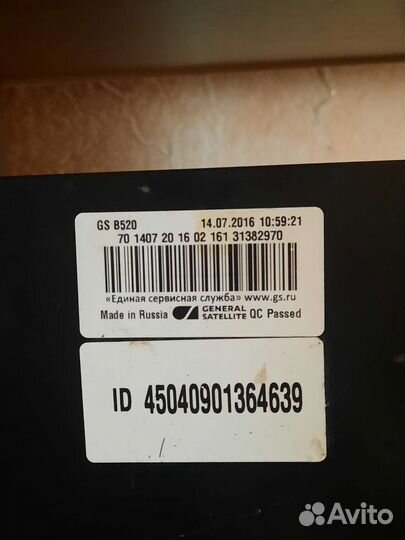 GS B520 14.07.2016 10:59:21
70 1407 20 16 02 161 31382970
«Единая сервисная служба» www.gs.ru
Made in Russia GENERAL SATELLITE QC Passed
ID 45040901364639
Avito